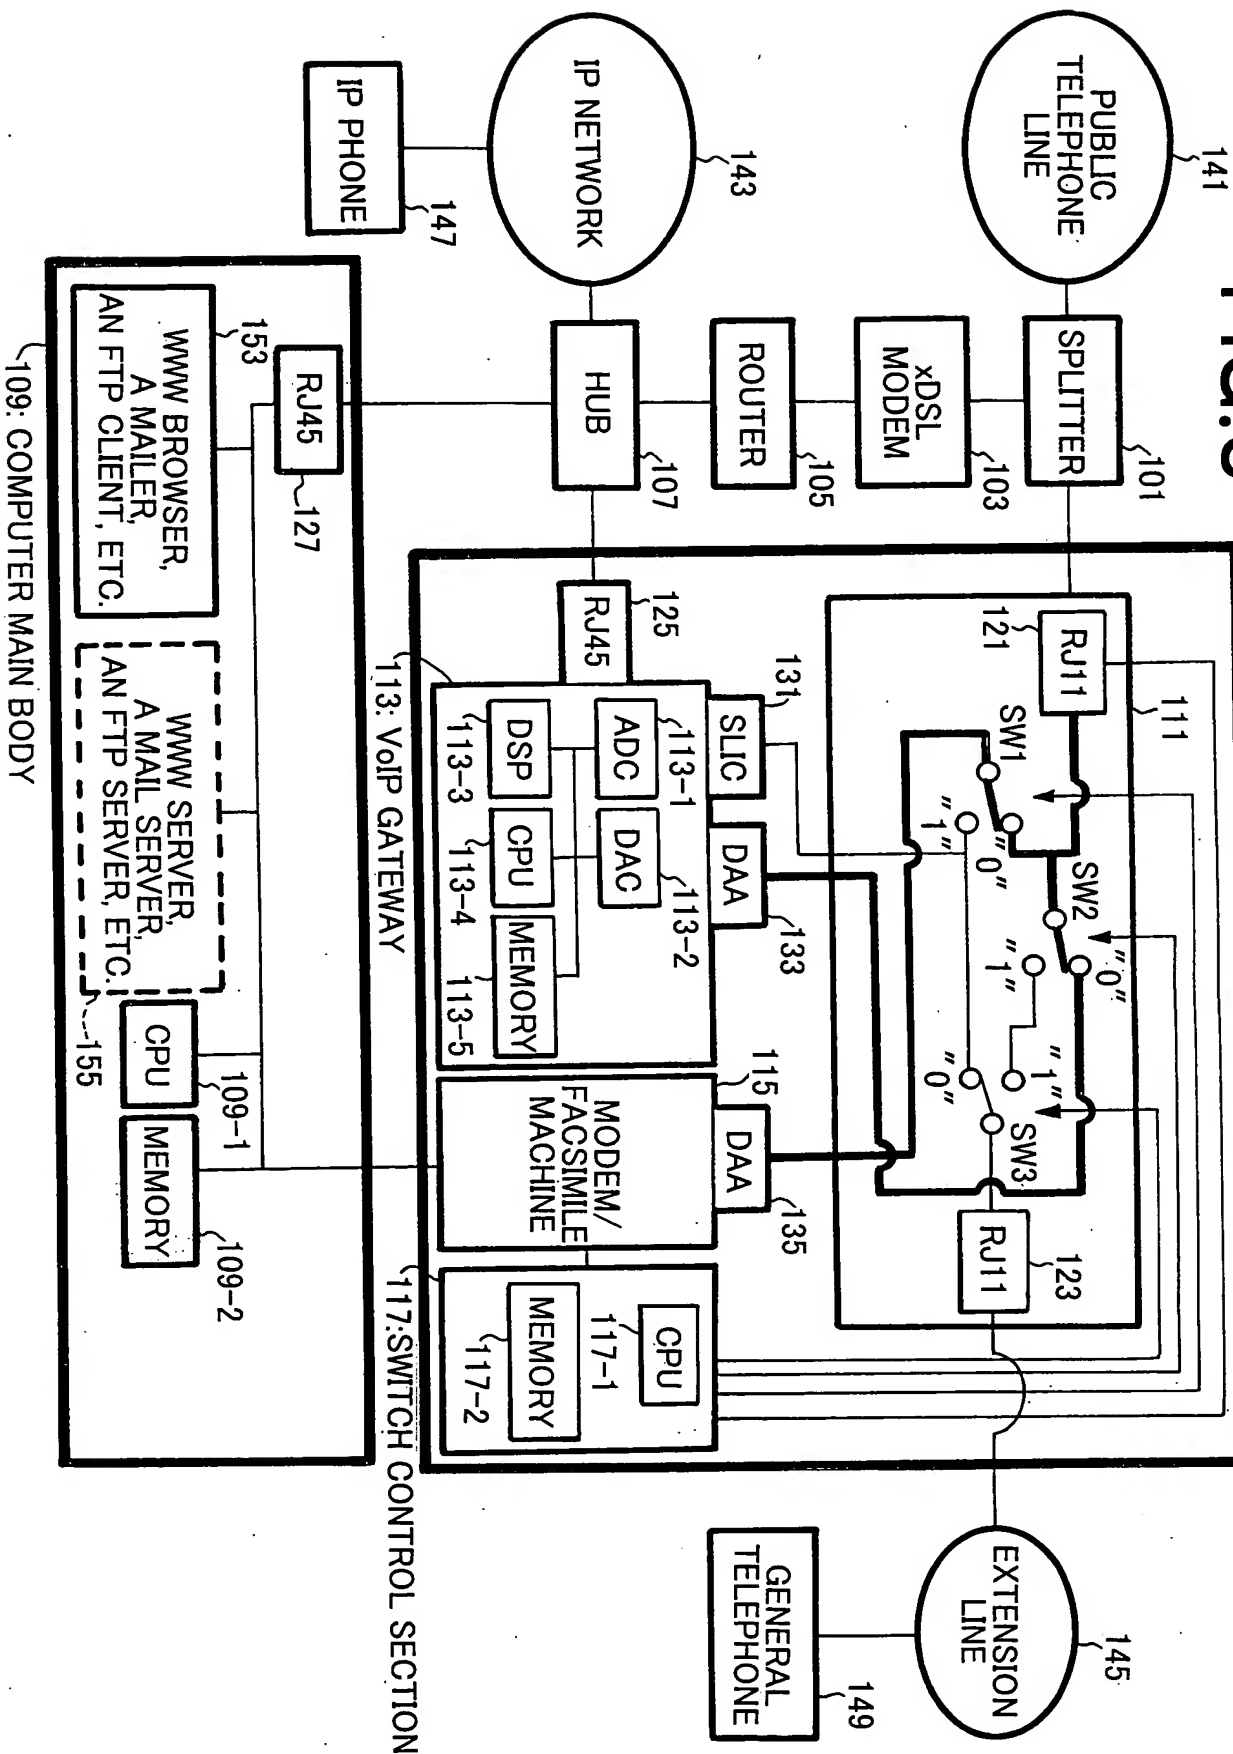 141
PUBLIC
TELEPHONE
LINE
143
IP NETWORK
147
IP PHONE
101
SPLITTER
103
xDSL
MODEM
105
ROUTER
107
HUB
111
121
RJ11
SW1
"0"
"1"
SW2
"0"
"1"
"1"
"0"
SW3
RJ11
123
125
RJ45
131
SLIC
133
DAA
135
DAA
113-1
ADC
113-2
DAC
113-3
DSP
113-4
CPU
113-5
MEMORY
113: VoIP GATEWAY
115
MODEM/
FACSIMILE
MACHINE
CPU
117-1
MEMORY
117-2
117:SWITCH CONTROL SECTION
145
EXTENSION
LINE
149
GENERAL
TELEPHONE
RJ45
127
153
WWW BROWSER,
A MAILER,
AN FTP CLIENT, ETC.
WWW SERVER,
A MAIL SERVER,
AN FTP SERVER, ETC.
155
CPU
109-1
MEMORY
109-2
109: COMPUTER MAIN BODY